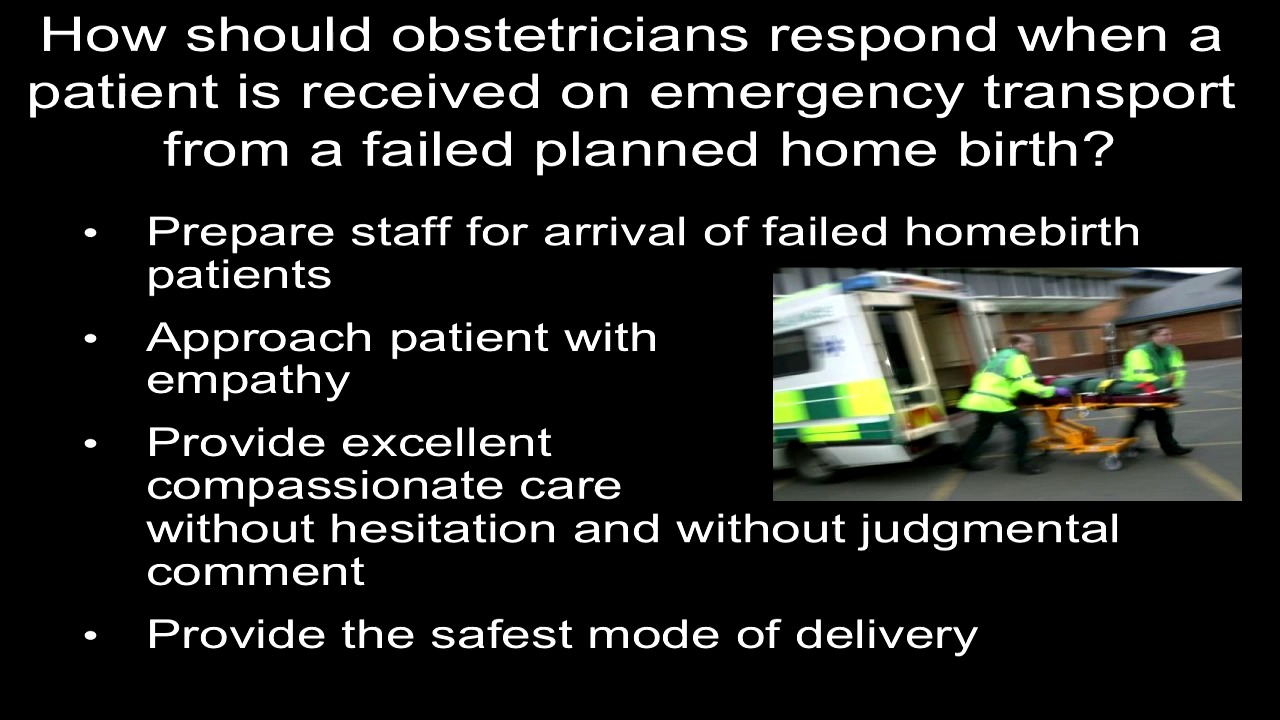 How should obstetricians respond when a
patient is received on emergency transport
from a failed planned home birth?
• Prepare staff for arrival of failed homebirth
patients
• Approach patient with
empathy
• Provide excellent
compassionate care
without hesitation and without judgmental
comment
• Provide the safest mode of delivery